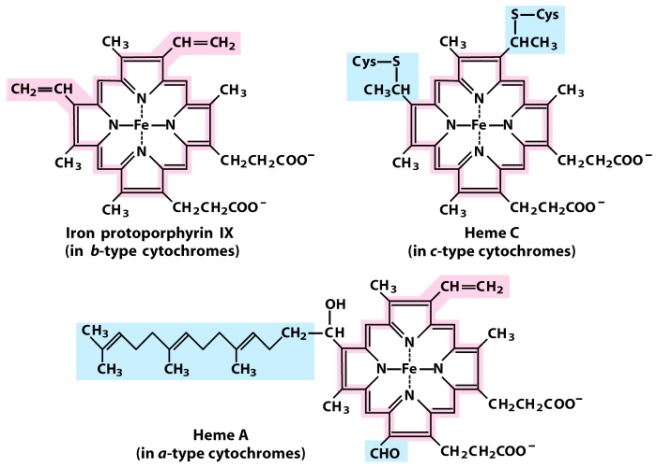 CH3 CH=CH2
CH2=CH CH3
N
N Fe N
N
CH3 CH2CH2COO−
CH3 CH2CH2COO−
Iron protoporphyrin IX
(in b-type cytochromes)
S—Cys
CH3 CHCH3
Cys—S
CH3CH CH3
N
N Fe N
N
CH3 CH2CH2COO−
CH3 CH2CH2COO−
Heme C
(in c-type cytochromes)
CH3 CH=CH2
OH
CH3 CH2 CH CH3
N
N Fe N
N
CH3 CH3 CH3
CH3 CH2CH2COO−
CHO CH2CH2COO−
Heme A
(in a-type cytochromes)